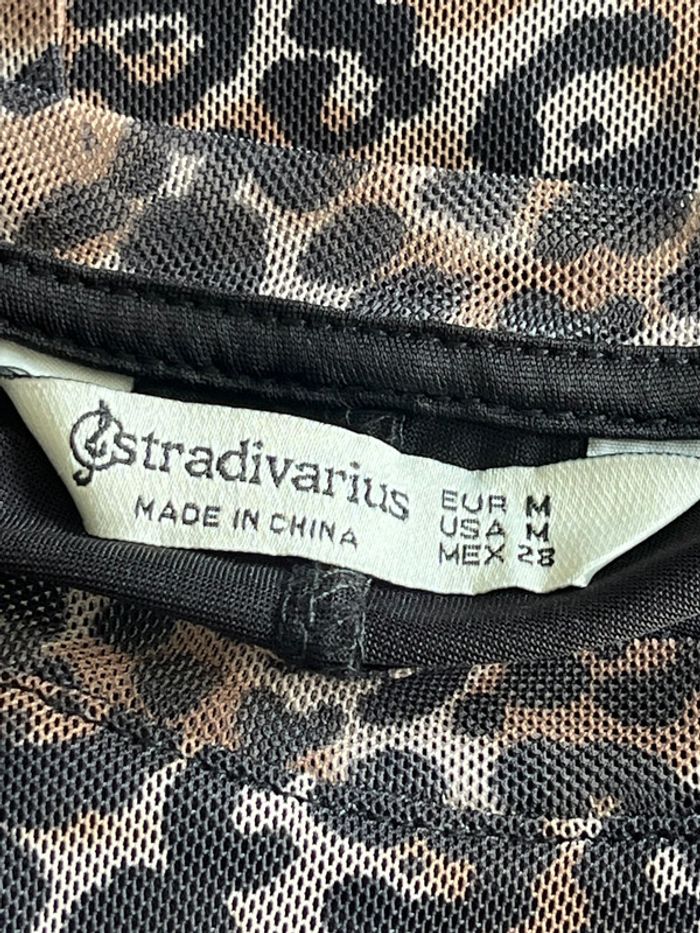 stradivarius
MADE IN CHINA
EUR M
USA M
MEX 28